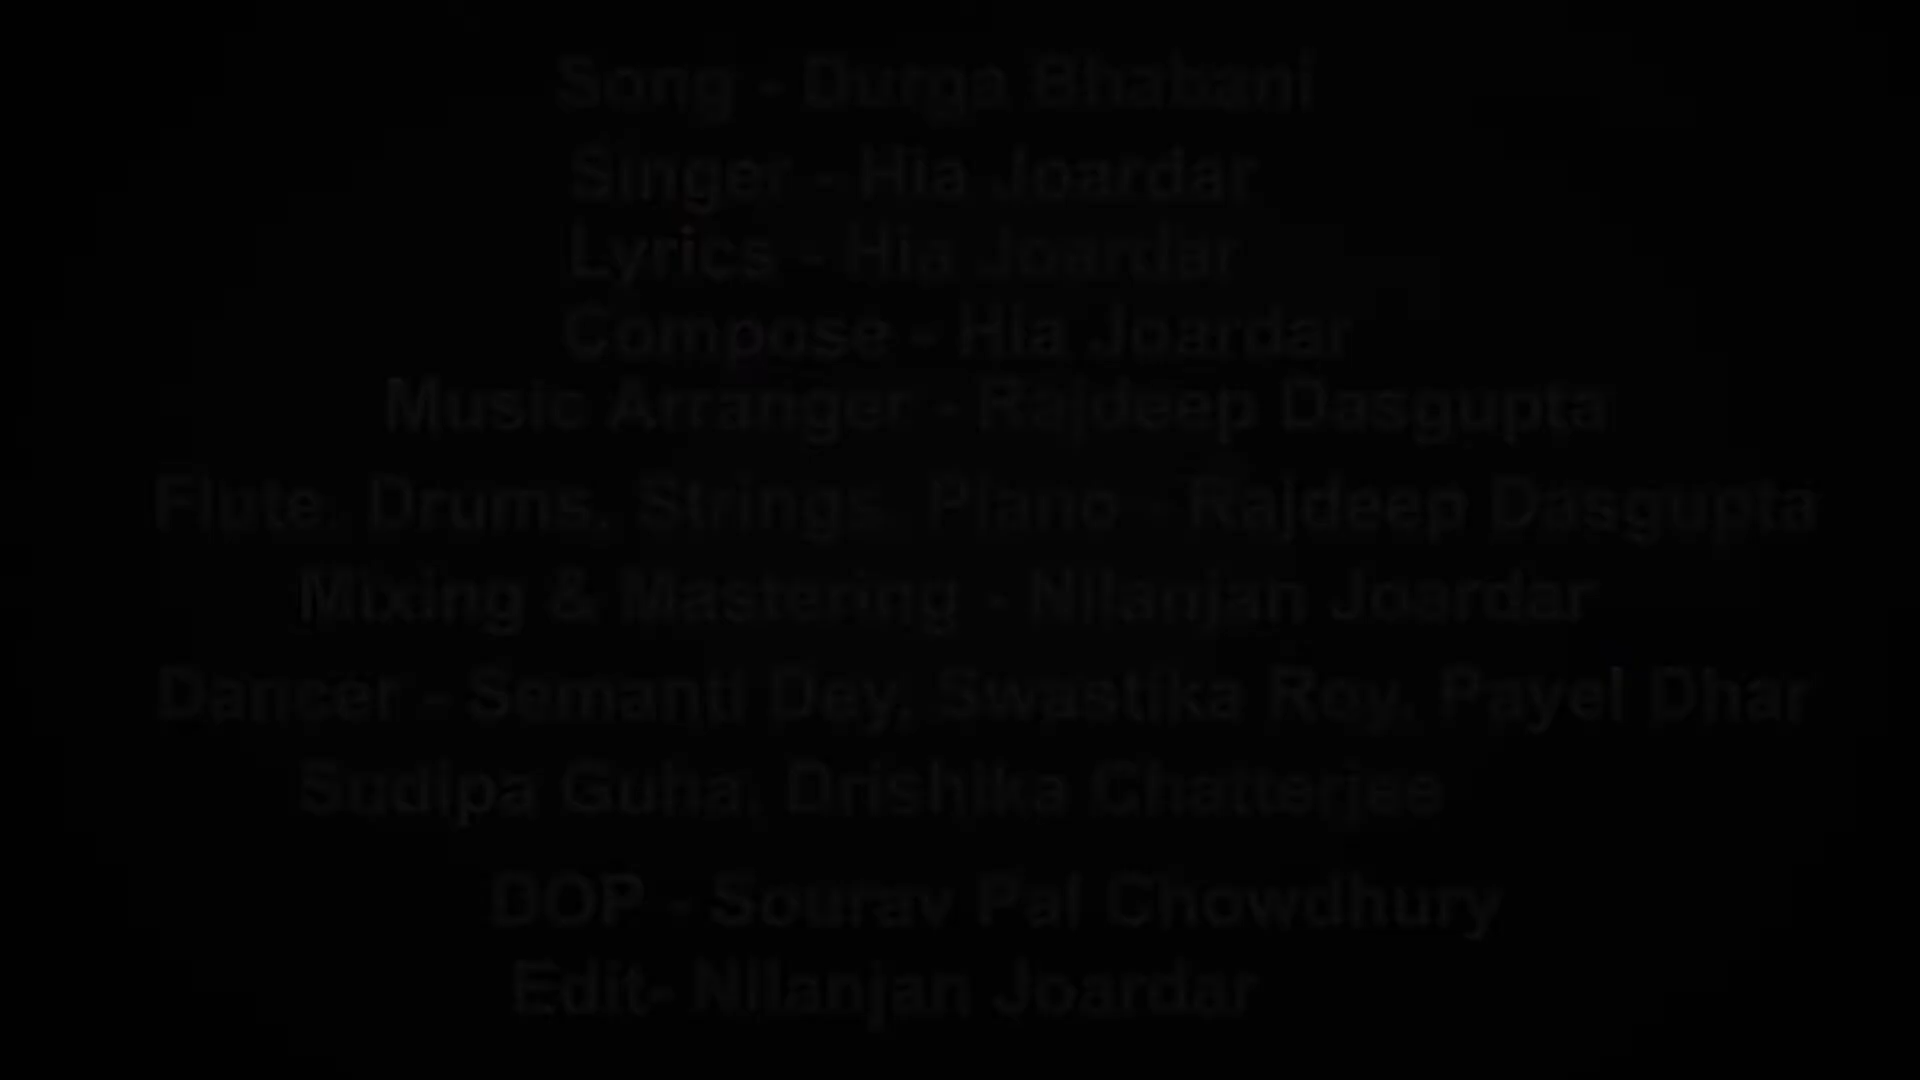 Song - Durga Bhabani
Singer - Hia Joardar
Lyrics - Hia Joardar
Compose - Hia Joardar
Music Arranger - Rajdeep Dasgupta
Flute, Drums, Strings, Piano - Rajdeep Dasgupta
Mixing & Mastering - Nilanjan Joardar
Dancer - Semanti Dey, Swastika Roy, Payel Dhar
Sudipa Guha, Drishika Chatterjee
DOP - Sourav Pal Chowdhury
Edit- Nilanjan Joardar